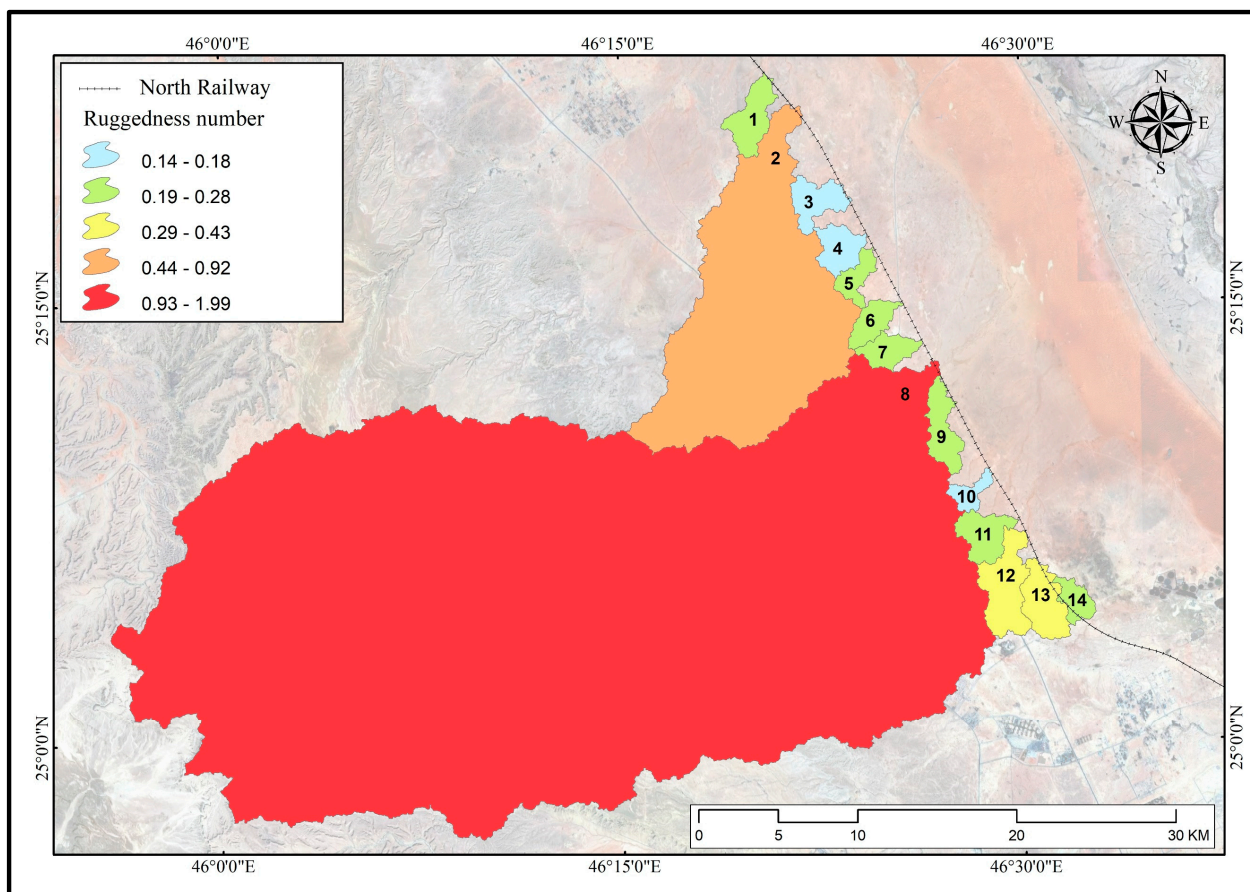 46°0'0"E
46°15'0"E
46°30'0"E
North Railway
Ruggedness number
0.14 - 0.18
0.19 - 0.28
0.29 - 0.43
0.44 - 0.92
0.93 - 1.99
N
W
E
S
1
2
3
4
5
6
7
8
9
10
11
12
13
14
25°15'0"N
25°15'0"N
25°0'0"N
25°0'0"N
0 5 10 20 30 KM
46°0'0"E
46°15'0"E
46°30'0"E